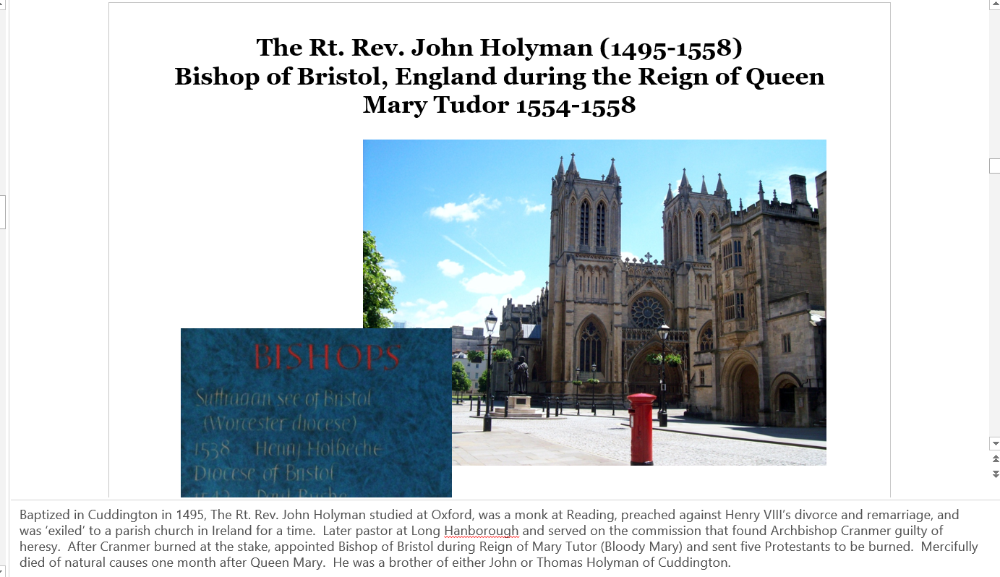 The Rt. Rev. John Holyman (1495-1558)
Bishop of Bristol, England during the Reign of Queen
Mary Tudor 1554-1558
BISHOPS
Suffragan see of Bristol
(Worcester diocese)
1538 Henry Holbeche
Diocese of Bristol
Baptized in Cuddington in 1495, The Rt. Rev. John Holyman studied at Oxford, was a monk at Reading, preached against Henry VIII’s divorce and remarriage, and
was ‘exiled’ to a parish church in Ireland for a time.  Later pastor at Long Hanborough and served on the commission that found Archbishop Cranmer guilty of
heresy.  After Cranmer burned at the stake, appointed Bishop of Bristol during Reign of Mary Tutor (Bloody Mary) and sent five Protestants to be burned.  Mercifully
died of natural causes one month after Queen Mary.  He was a brother of either John or Thomas Holyman of Cuddington.